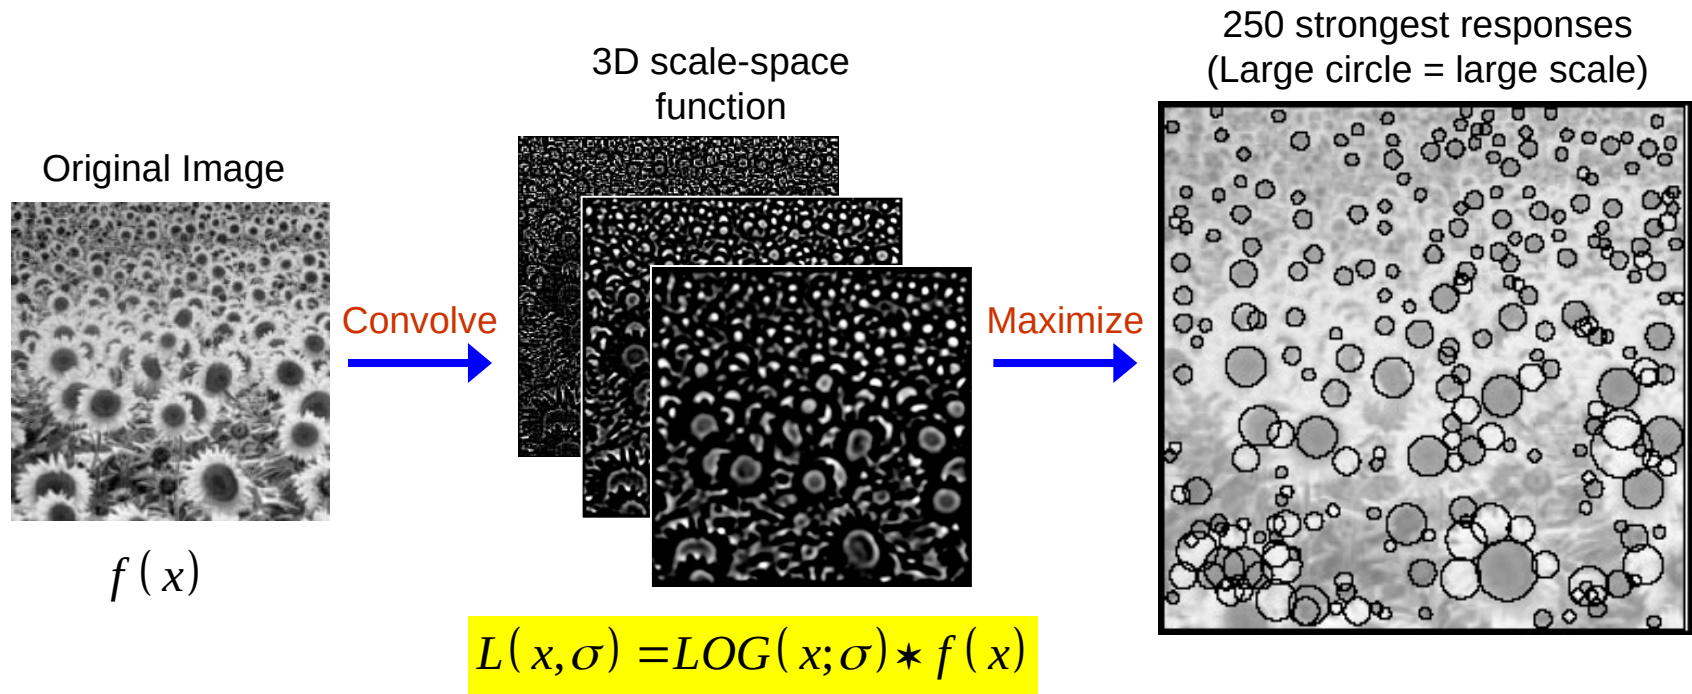 Original Image
f(x)
Convolve
3D scale-space
function
L(x,σ)=LOG(x;σ)∗f(x)
Maximize
250 strongest responses
(Large circle = large scale)